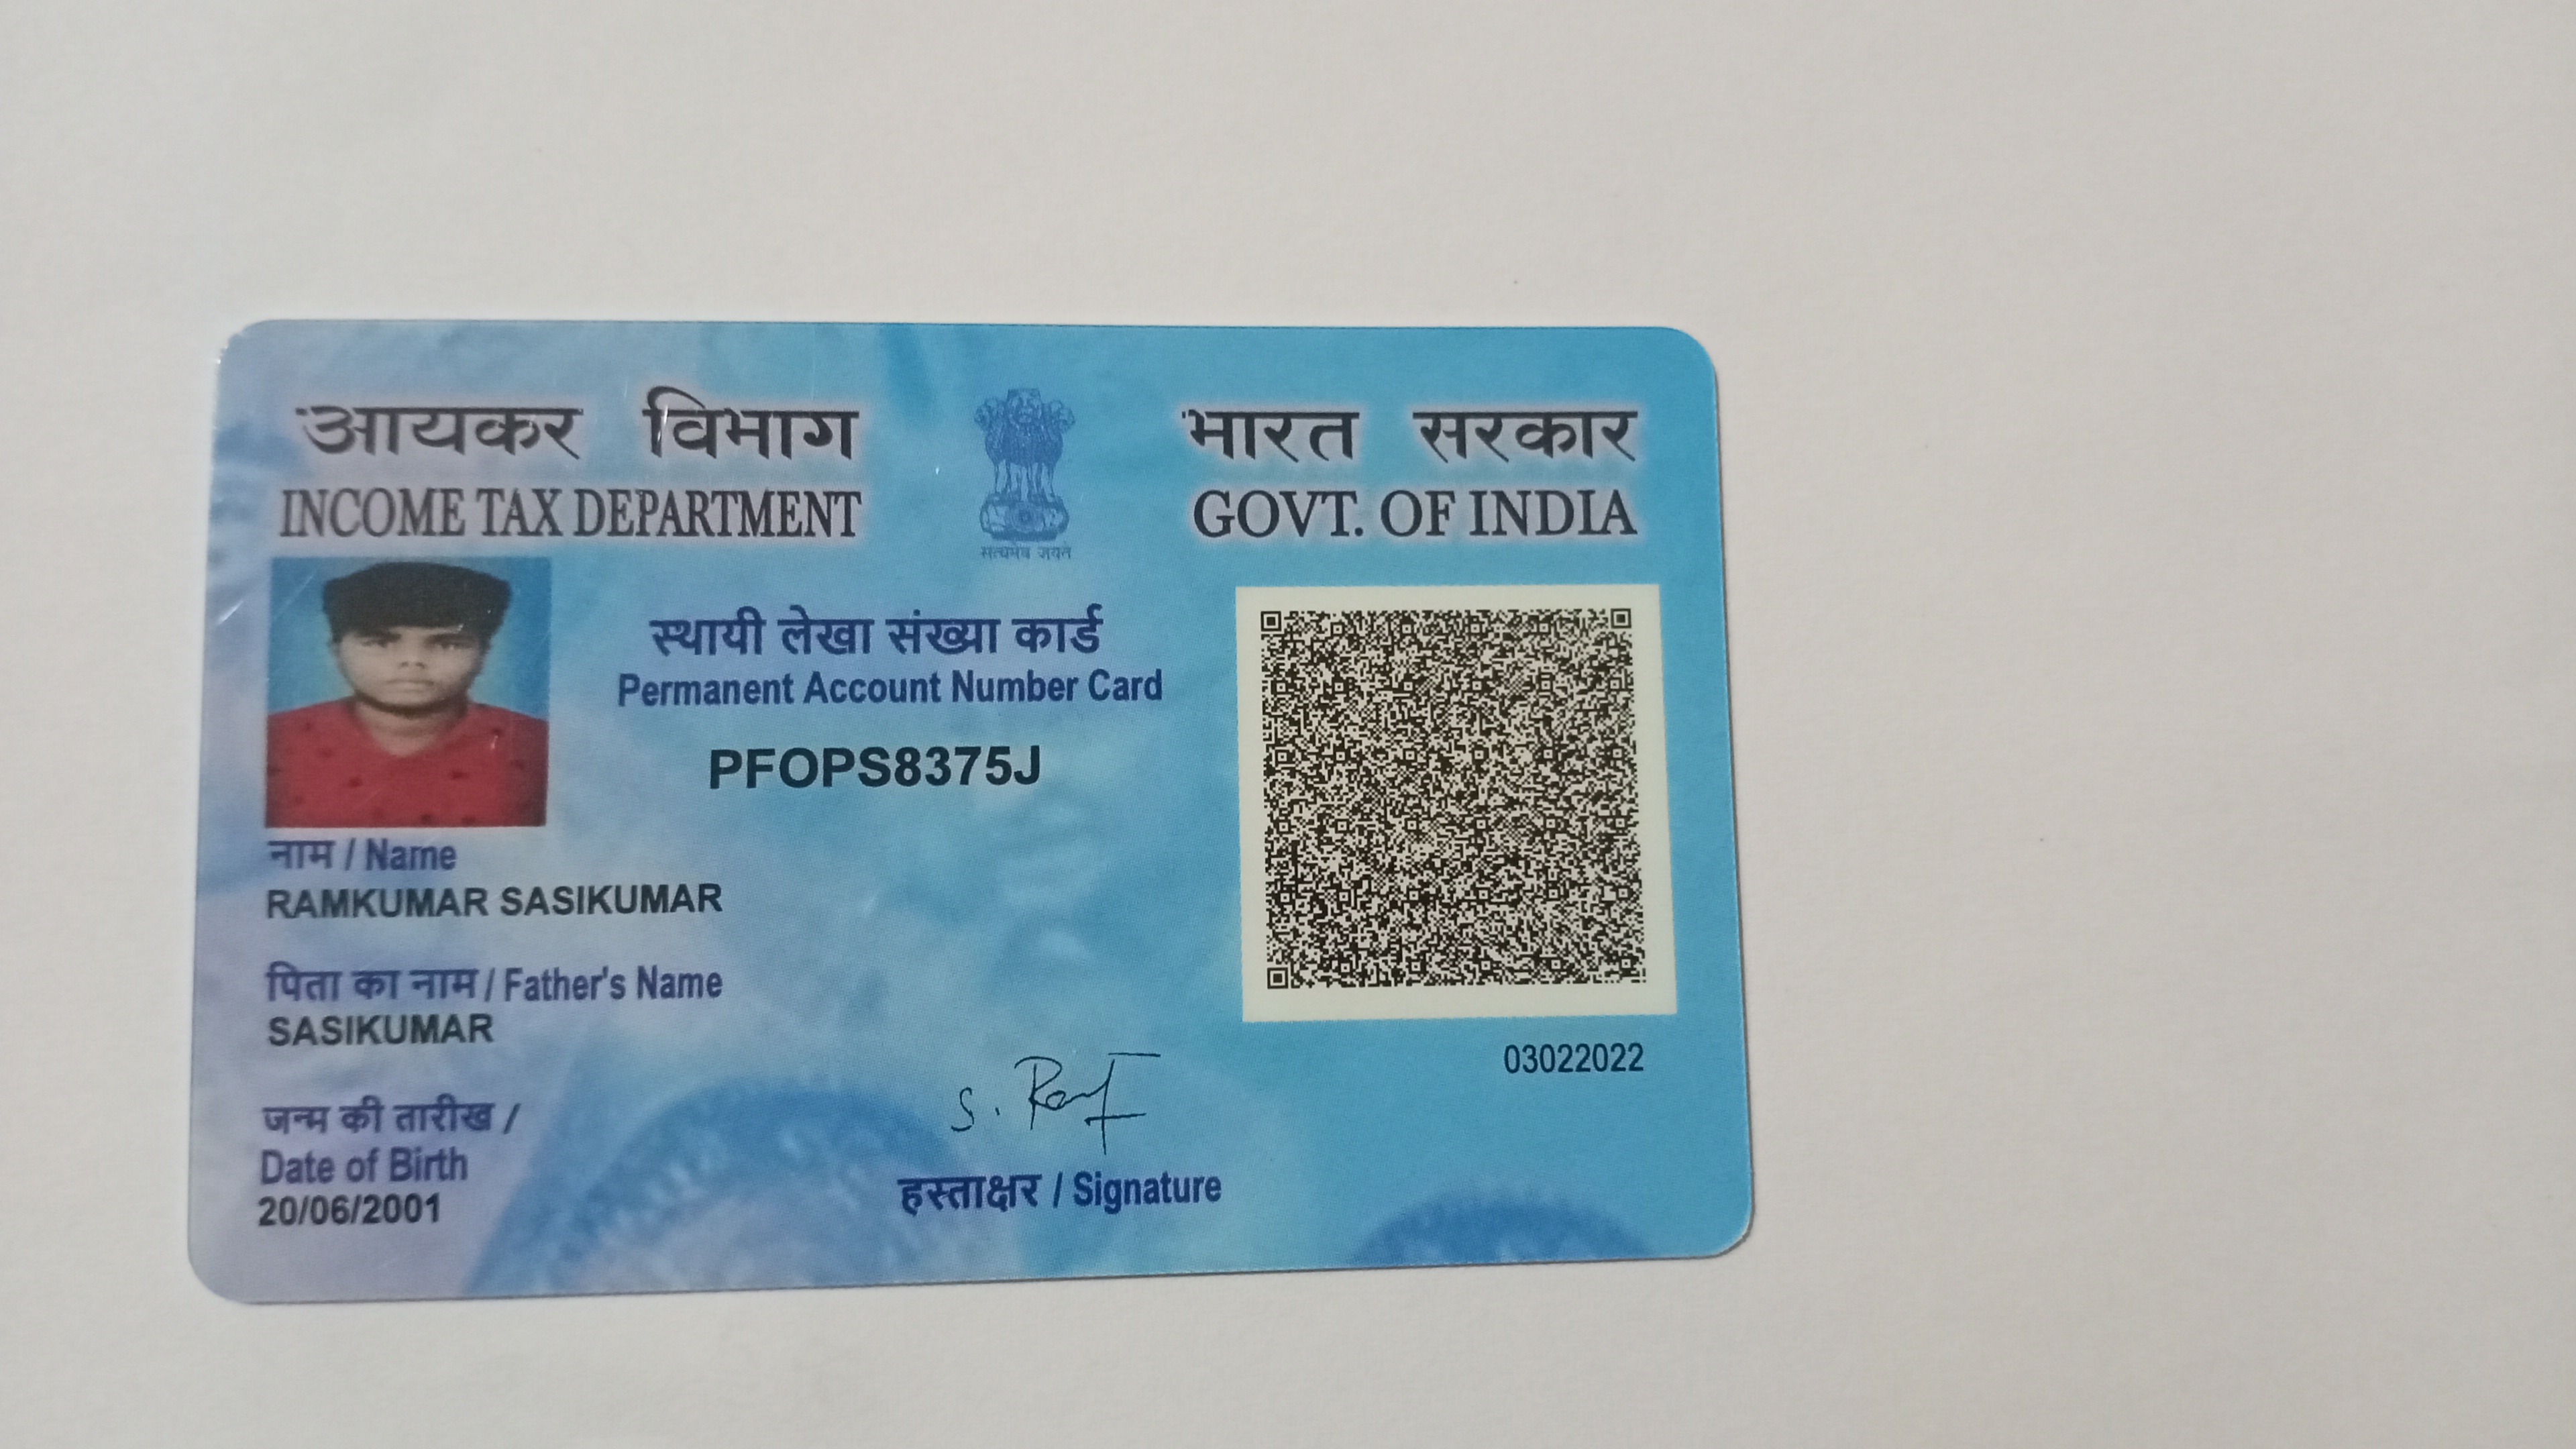 आयकर विभाग
INCOME TAX DEPARTMENT
सत्यमेव जयते
भारत सरकार
GOVT. OF INDIA
स्थायी लेखा संख्या कार्ड
Permanent Account Number Card
PFOPS8375J
नाम / Name
RAMKUMAR SASIKUMAR
पिता का नाम / Father's Name
SASIKUMAR
जन्म की तारीख /
Date of Birth
20/06/2001
S.
हस्ताक्षर / Signature
03022022